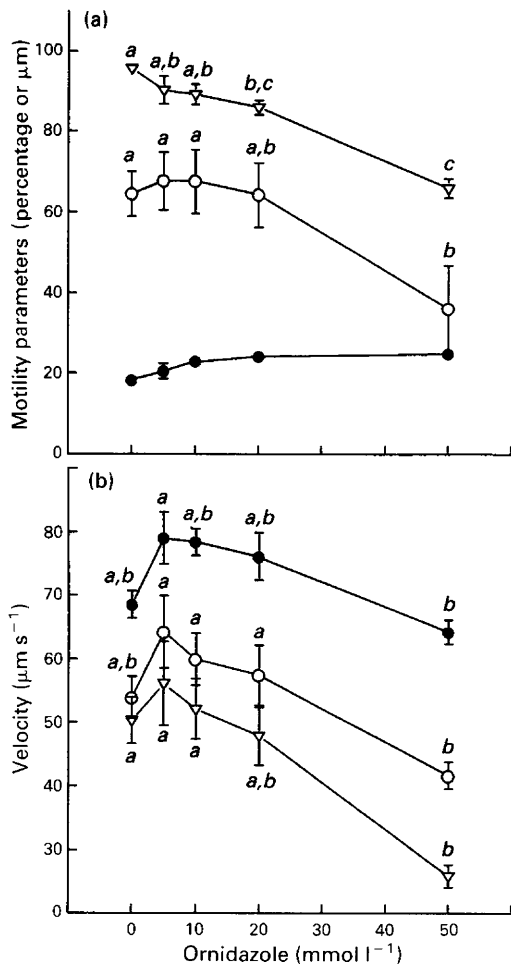 (a)
Motility parameters (percentage or μm)
100
80
60
40
20
0
a
a,b
a,b
b,c
c
a
a
a
a,b
b
(b)
Velocity (μm s⁻¹)
80
70
60
50
40
30
20
10
0
a,b
a
a,b
a,b
b
a,b
a
a
a
b
a
a
a
a,b
b
0 10 20 30 40 50
Ornidazole (mmol l⁻¹)